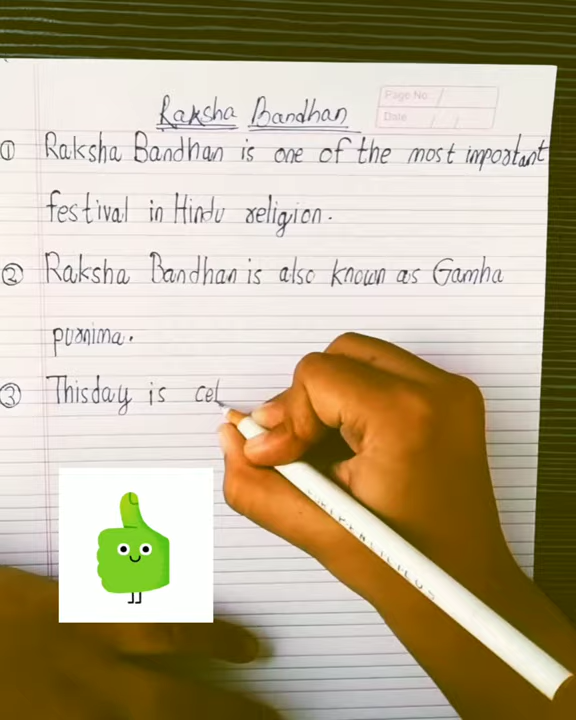 Raksha Bandhan
Page No.
Date
① Raksha Bandhan is one of the most important
festival in Hindu religion.
② Raksha Bandhan is also known as Gamha
purnima.
③ Thisday is cel